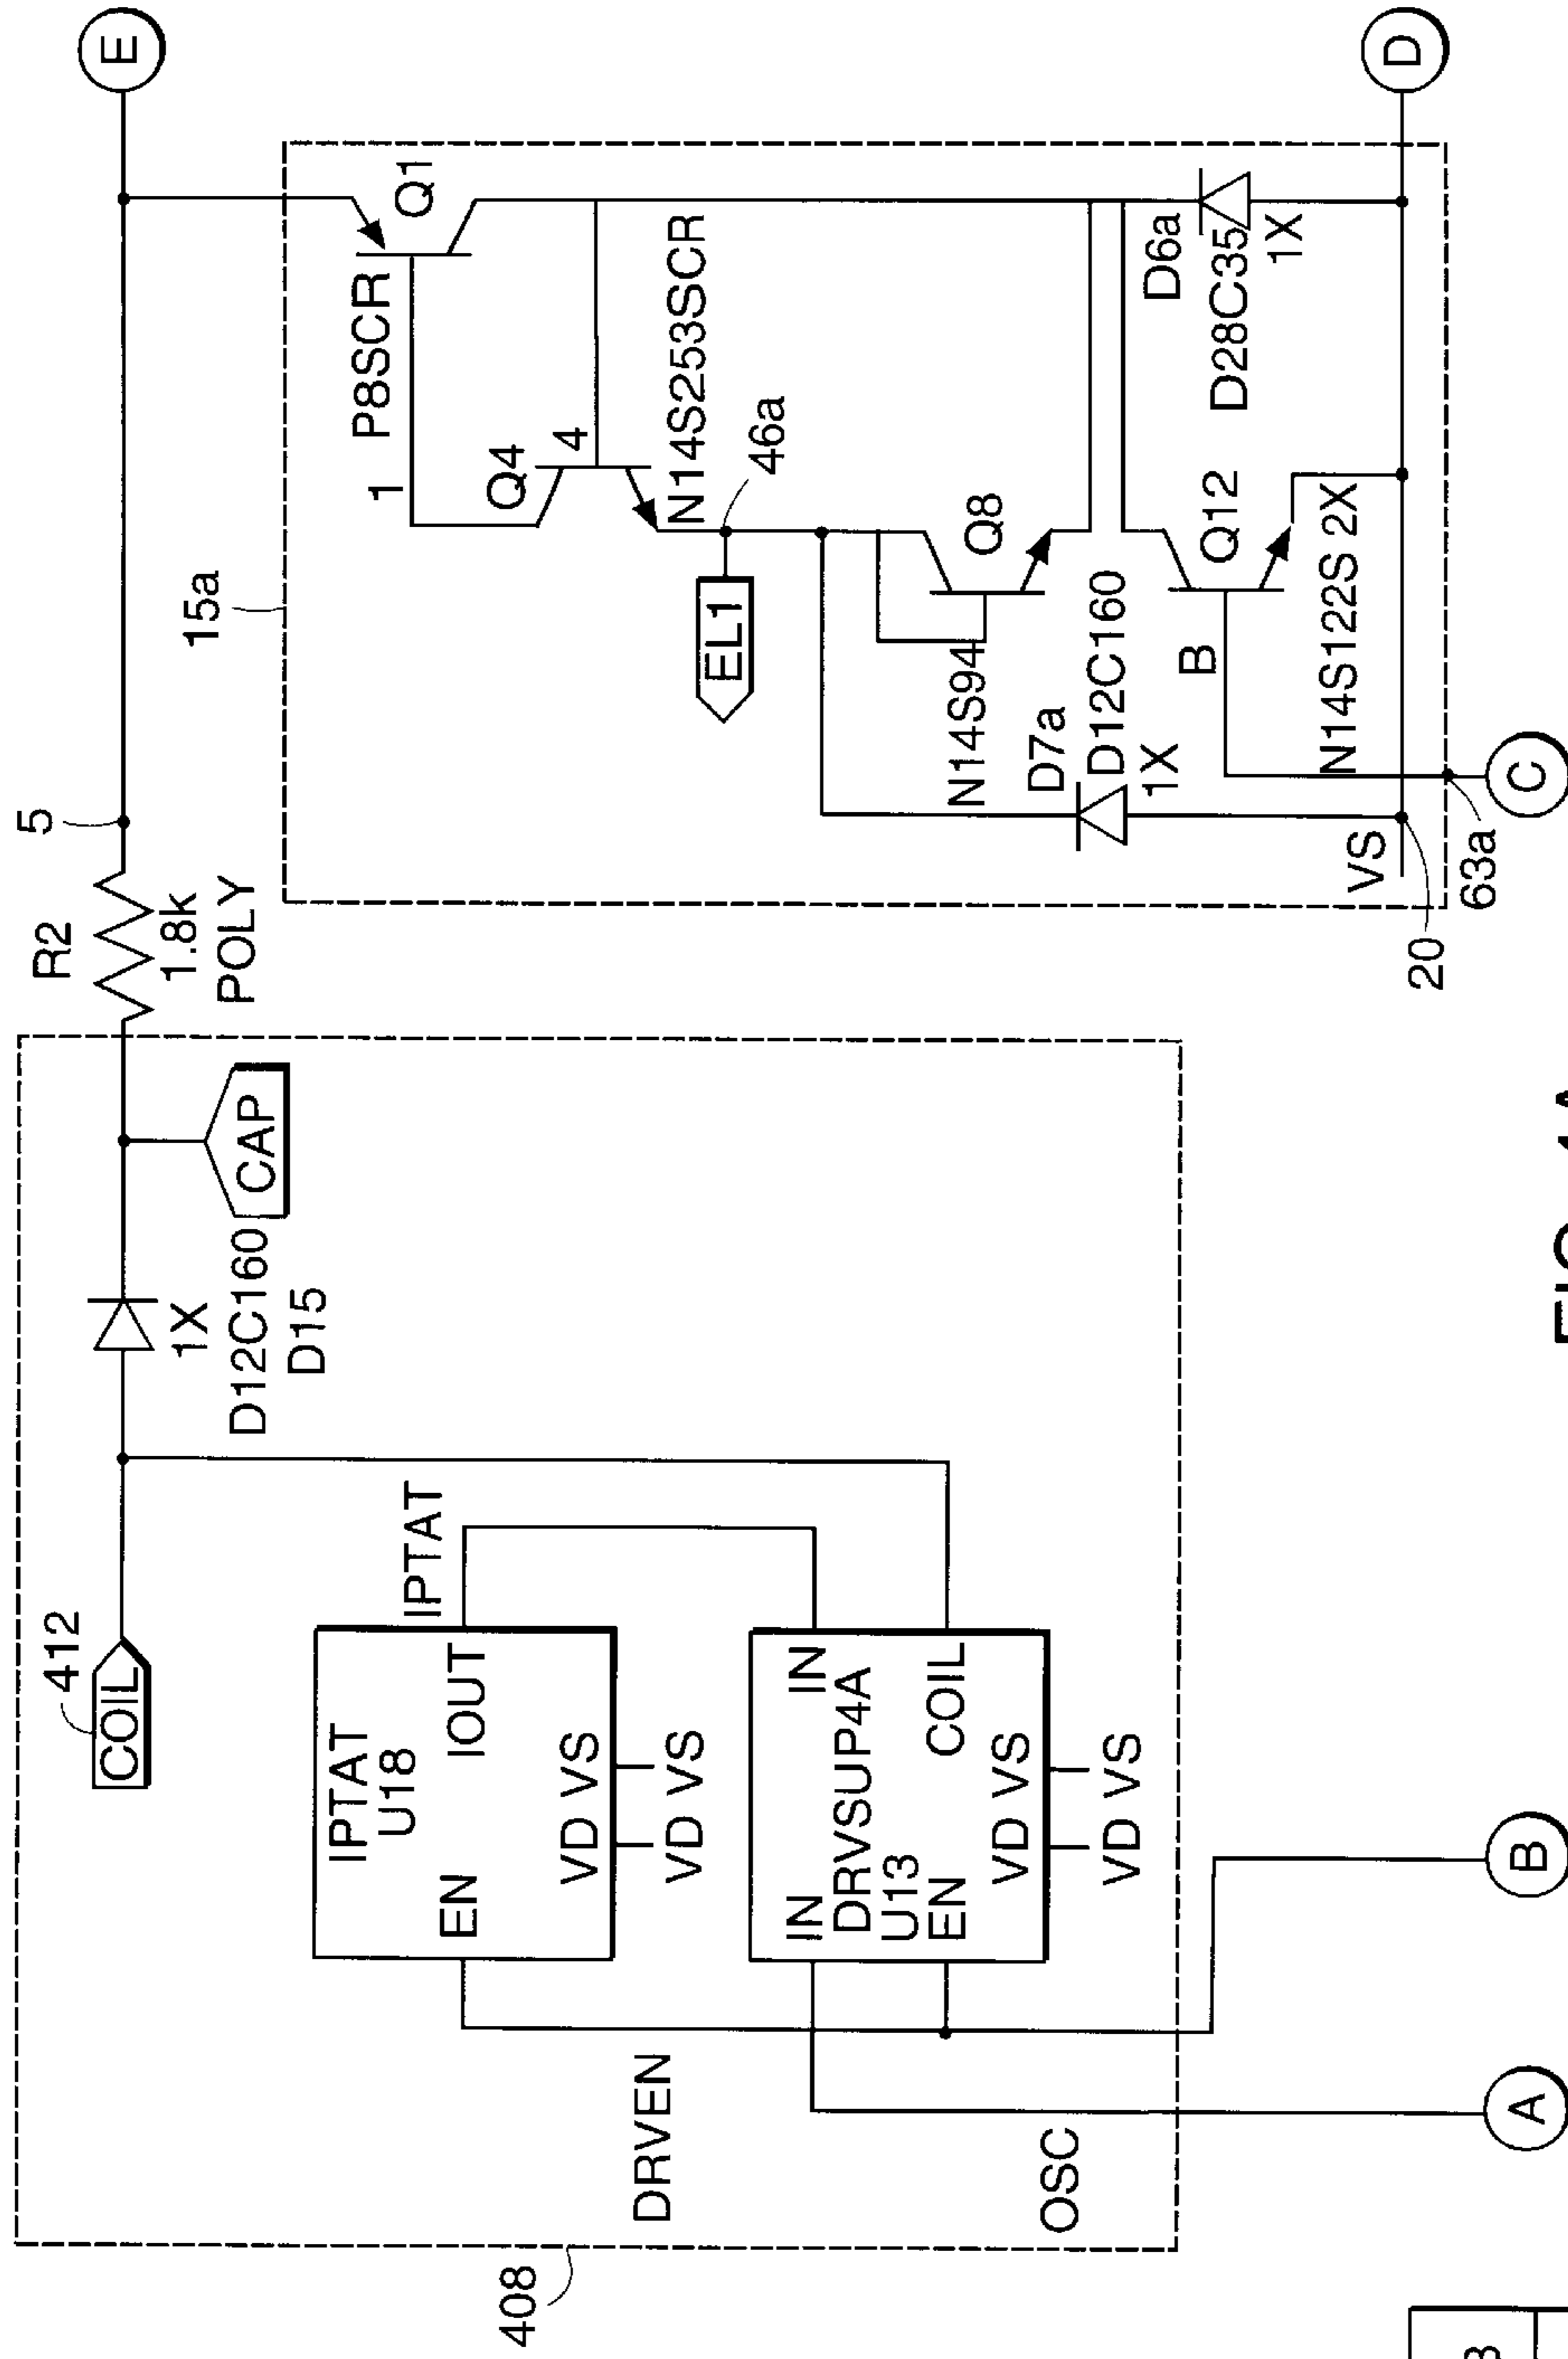 408
412
COIL
IPTAT
U18
EN
IOUT
VD VS
VD VS
IPTAT
IN
IN
DRVSUP4A
U13
EN
COIL
VD VS
VD VS
DRVEN
OSC
1X
D12C160
D15
CAP
R2
1.8k
POLY
5
15a
E
P8SCR
Q1
1
Q4
4
N14S253SCR
EL1
46a
Q8
N14S94
D7a
D12C160
1X
B
Q12
N14S122S 2X
D6a
D28C35
1X
VS
20
63a
A
B
C
D